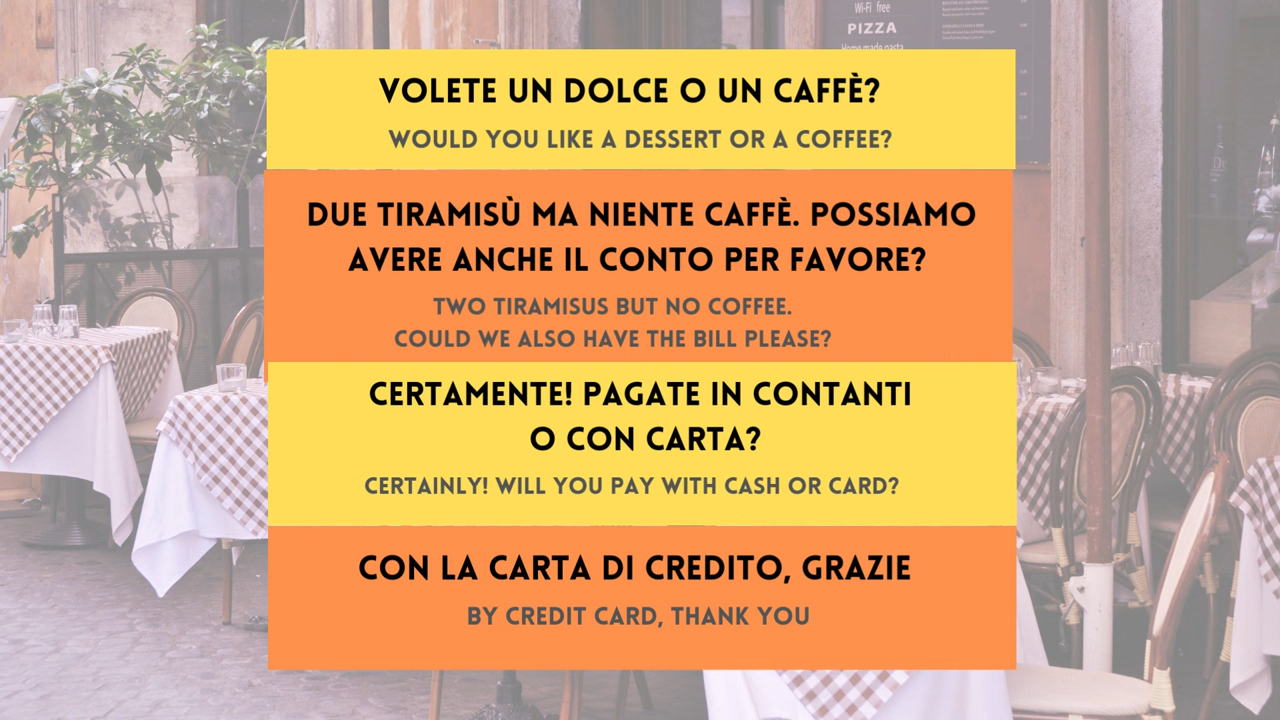 Wi-Fi free
PIZZA
Home made pasta
VOLETE UN DOLCE O UN CAFFÈ?
WOULD YOU LIKE A DESSERT OR A COFFEE?
DUE TIRAMISÙ MA NIENTE CAFFÈ. POSSIAMO
AVERE ANCHE IL CONTO PER FAVORE?
TWO TIRAMISUS BUT NO COFFEE.
COULD WE ALSO HAVE THE BILL PLEASE?
CERTAMENTE! PAGATE IN CONTANTI
O CON CARTA?
CERTAINLY! WILL YOU PAY WITH CASH OR CARD?
CON LA CARTA DI CREDITO, GRAZIE
BY CREDIT CARD, THANK YOU